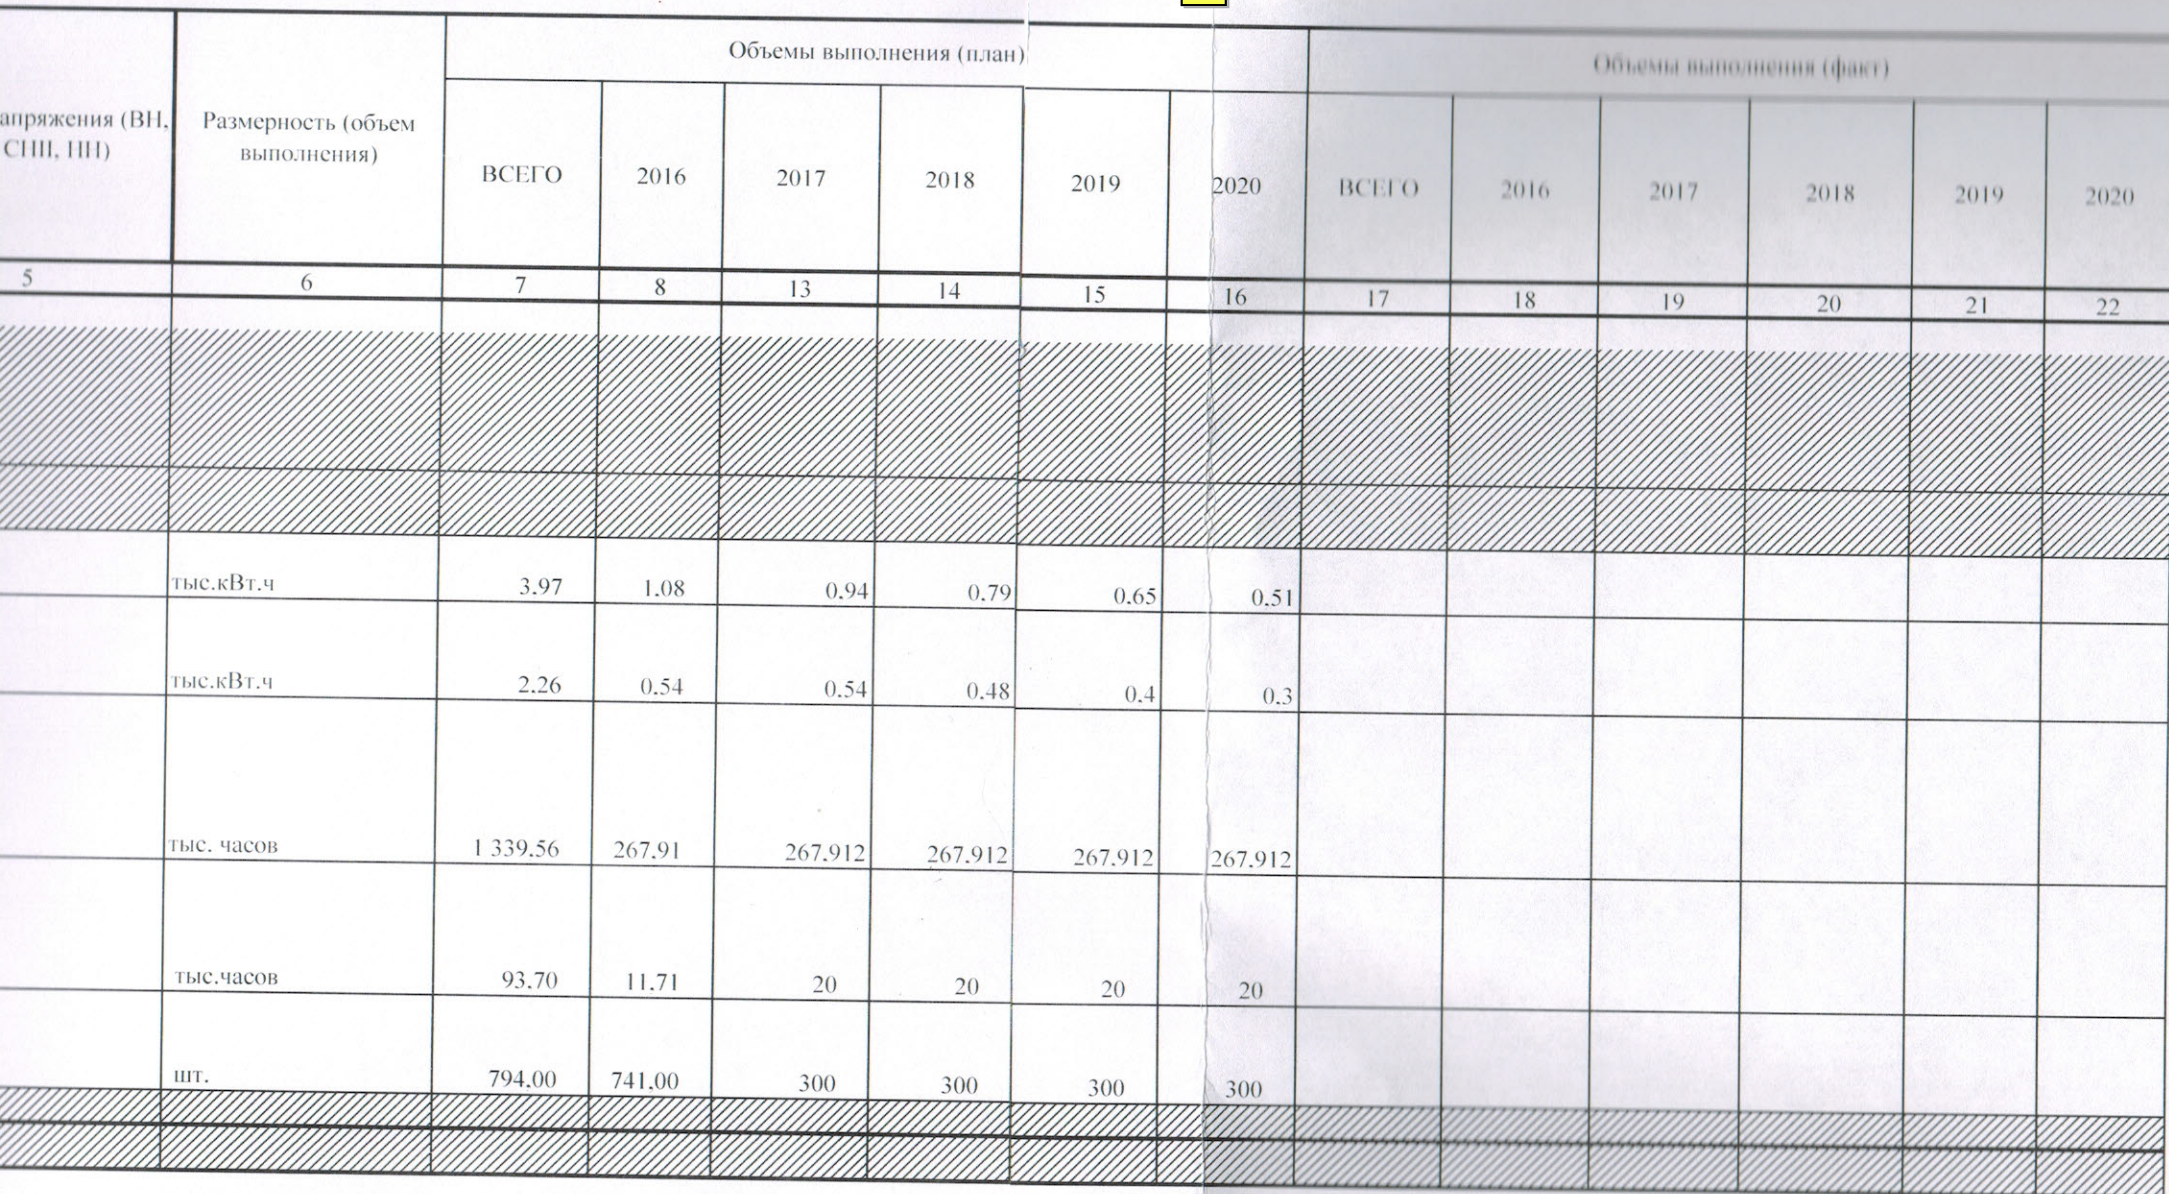 Объемы выполнения (план)
Объемы выполнения (факт)
апряжения (ВН,
СНII, НН)
Размерность (объем
выполнения)
ВСЕГО 2016 2017 2018 2019 2020 ВСЕГО 2016 2017 2018 2019 2020
5 6 7 8 13 14 15 16 17 18 19 20 21 22
тыс.кВт.ч 3.97 1.08 0.94 0.79 0.65 0.51
тыс.кВт.ч 2.26 0.54 0.54 0.48 0.4 0.3
тыс. часов 1 339.56 267.91 267.912 267.912 267.912 267.912
тыс.часов 93.70 11.71 20 20 20 20
шт. 794.00 741.00 300 300 300 300